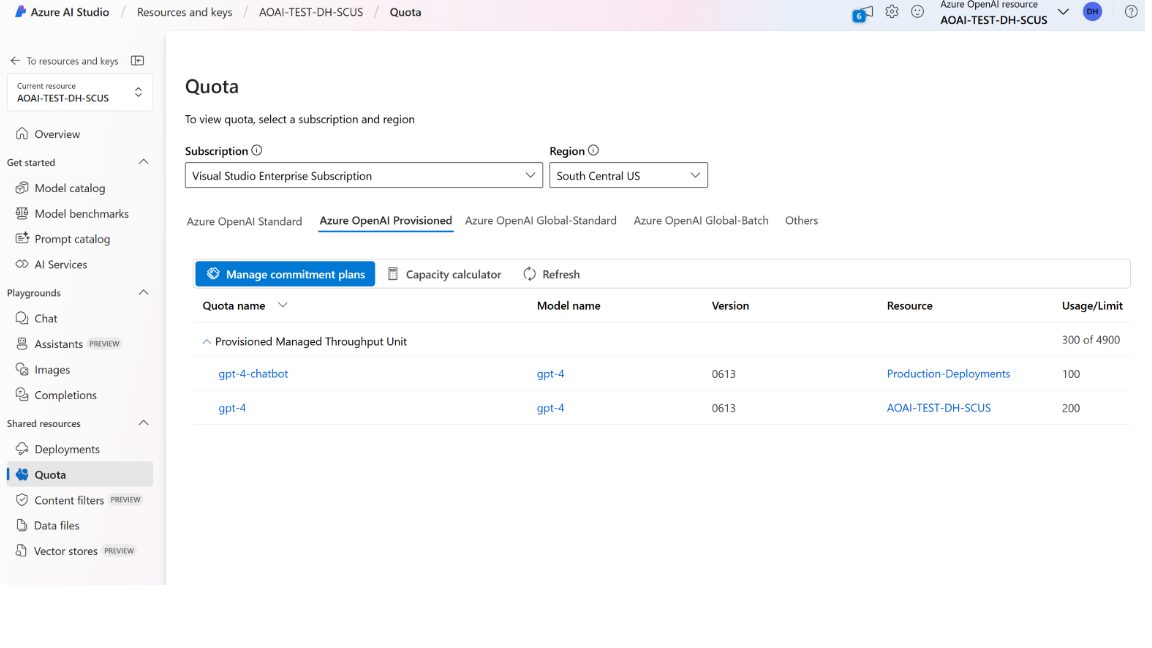 Azure AI Studio / Resources and keys / AOAI-TEST-DH-SCUS / Quota
6
Azure OpenAI resource
AOAI-TEST-DH-SCUS
DH
To resources and keys
Current resource
AOAI-TEST-DH-SCUS
Overview
Get started
Model catalog
Model benchmarks
Prompt catalog
AI Services
Playgrounds
Chat
Assistants PREVIEW
Images
Completions
Shared resources
Deployments
Quota
Content filters PREVIEW
Data files
Vector stores PREVIEW
Quota
To view quota, select a subscription and region
Subscription Region
Visual Studio Enterprise Subscription South Central US
Azure OpenAI Standard Azure OpenAI Provisioned Azure OpenAI Global-Standard Azure OpenAI Global-Batch Others
Manage commitment plans Capacity calculator Refresh
Quota name Model name Version Resource Usage/Limit
Provisioned Managed Throughput Unit 300 of 4900
gpt-4-chatbot gpt-4 0613 Production-Deployments 100
gpt-4 gpt-4 0613 AOAI-TEST-DH-SCUS 200